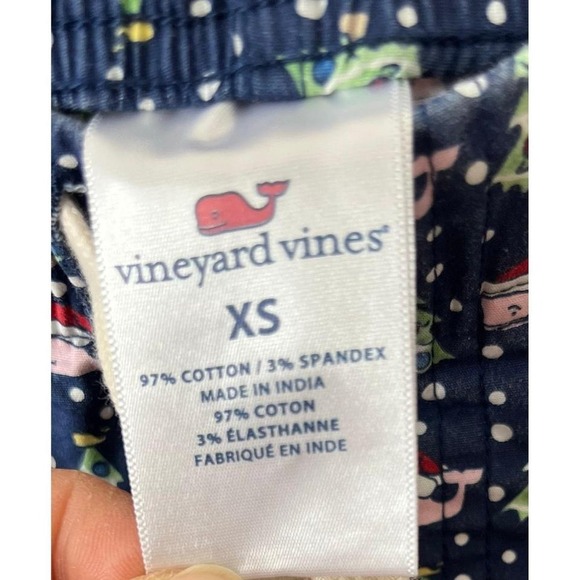 vineyard vines®
XS
97% COTTON / 3% SPANDEX
MADE IN INDIA
97% COTON
3% ÉLASTHANNE
FABRIQUÉ EN INDE